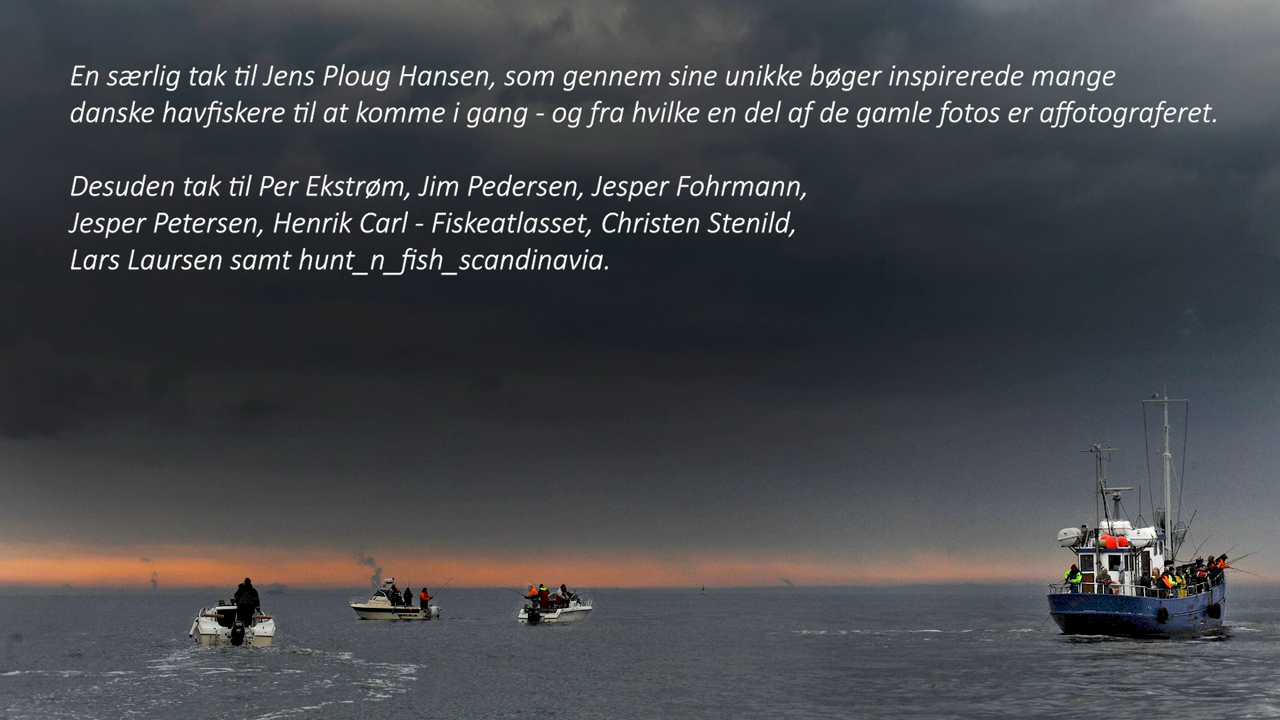 En særlig tak til Jens Ploug Hansen, som gennem sine unikke bøger inspirerede mange
danske havfiskere til at komme i gang - og fra hvilke en del af de gamle fotos er affotograferet.
Desuden tak til Per Ekstrøm, Jim Pedersen, Jesper Fohrmann,
Jesper Petersen, Henrik Carl - Fiskeatlasset, Christen Stenild,
Lars Laursen samt hunt_n_fish_scandinavia.